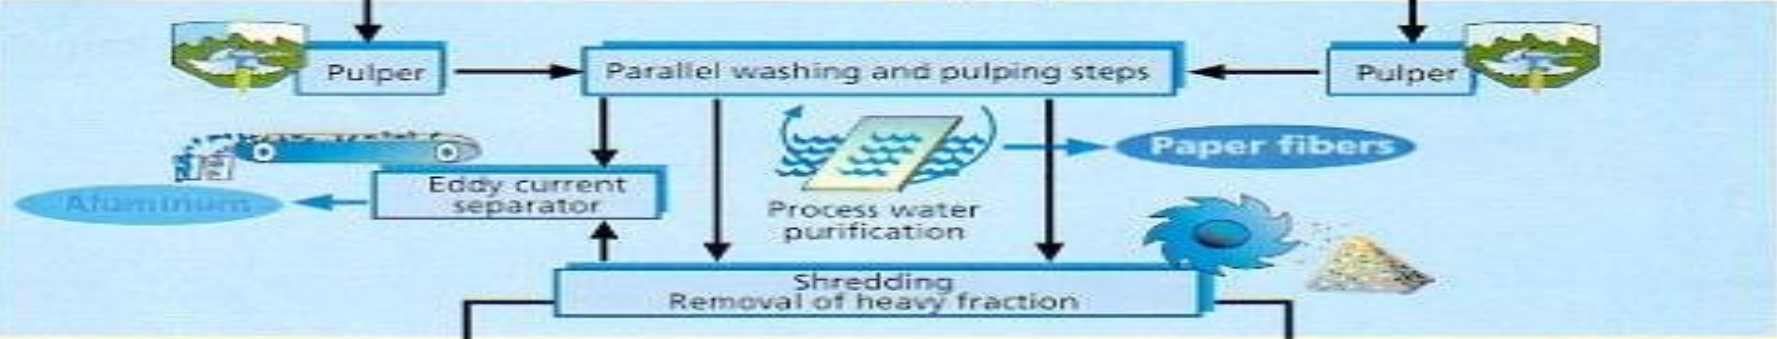 Pulper
Parallel washing and pulping steps
Pulper
Paper fibers
Eddy current
separator
Aluminum
Process water
purification
Shredding
Removal of heavy fraction